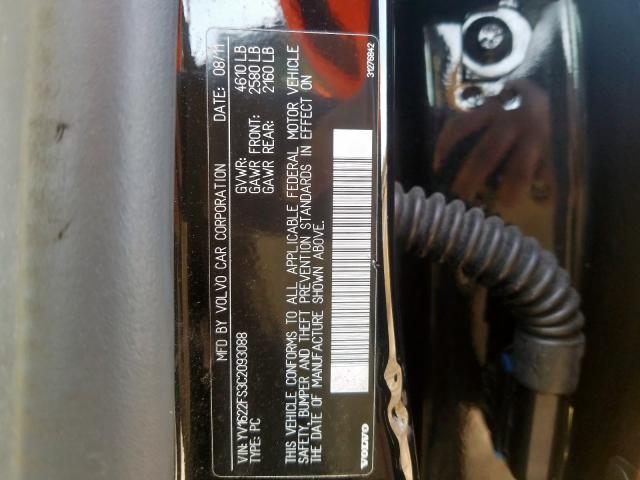 MFD BY VOLVO CAR CORPORATION DATE: 08/11
VIN: YV1622FS3C2093088 GVWR: 4610 LB
TYPE: PC GAWR FRONT: 2580 LB
GAWR REAR: 2160 LB
THIS VEHICLE CONFORMS TO ALL APPLICABLE FEDERAL MOTOR VEHICLE
SAFETY, BUMPER AND THEFT PREVENTION STANDARDS IN EFFECT ON
THE DATE OF MANUFACTURE SHOWN ABOVE.
VOLVO 31276842